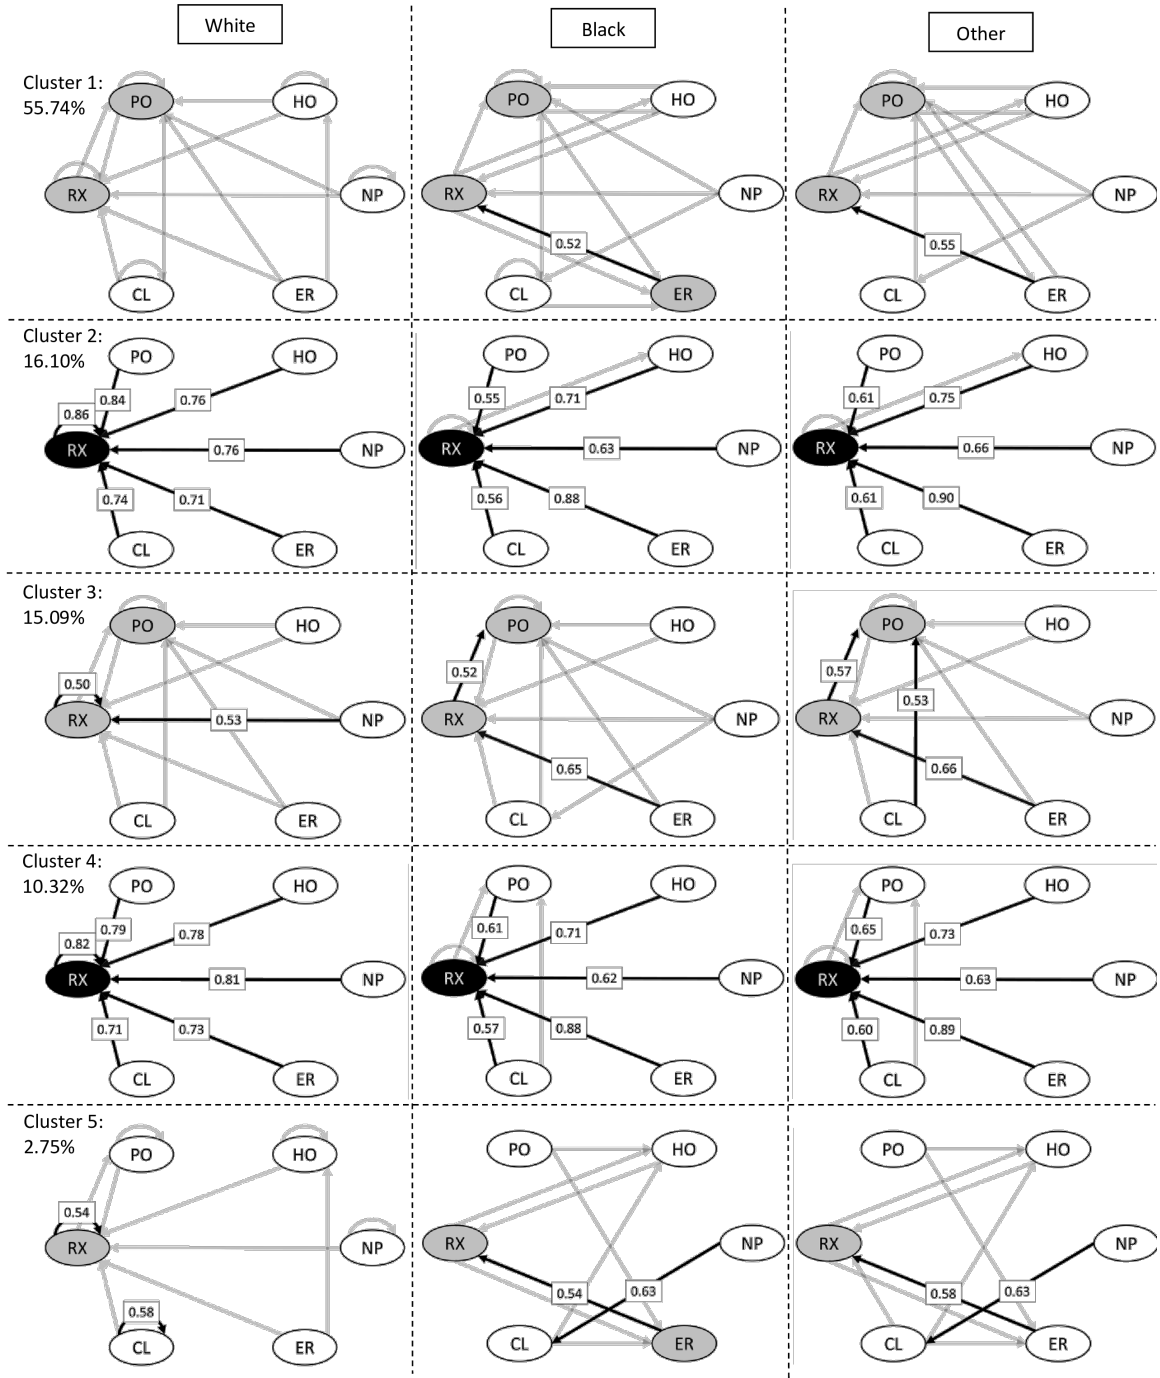 White
Black
Other
Cluster 1:
55.74%
PO HO PO HO PO HO
RX NP RX NP RX NP
0.52 0.55
CL ER CL ER CL ER
Cluster 2:
16.10%
PO HO PO HO PO HO
0.84 0.76 0.55 0.71 0.61 0.75
0.86
RX 0.76 NP RX 0.63 NP RX 0.66 NP
0.74 0.71 0.56 0.88 0.61 0.90
CL ER CL ER CL ER
Cluster 3:
15.09%
PO HO PO HO PO HO
0.50 0.52 0.57
0.53
RX 0.53 NP RX NP RX NP
0.65 0.66
CL ER CL ER CL ER
Cluster 4:
10.32%
PO HO PO HO PO HO
0.79 0.78 0.61 0.71 0.65 0.73
0.82
RX 0.81 NP RX 0.62 NP RX 0.63 NP
0.71 0.73 0.57 0.88 0.60 0.89
CL ER CL ER CL ER
Cluster 5:
2.75%
PO HO PO HO PO HO
0.54
RX NP RX NP RX NP
0.58 0.54 0.63 0.58 0.63
CL ER CL ER CL ER